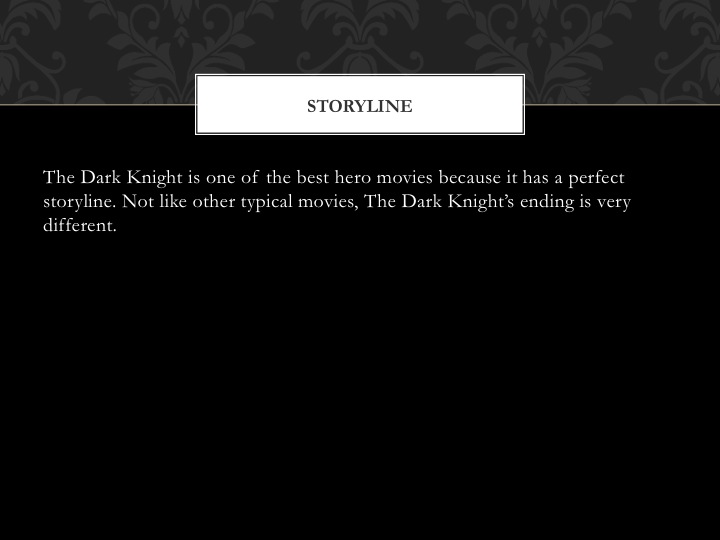 STORYLINE
The Dark Knight is one of the best hero movies because it has a perfect
storyline. Not like other typical movies, The Dark Knight’s ending is very
different.